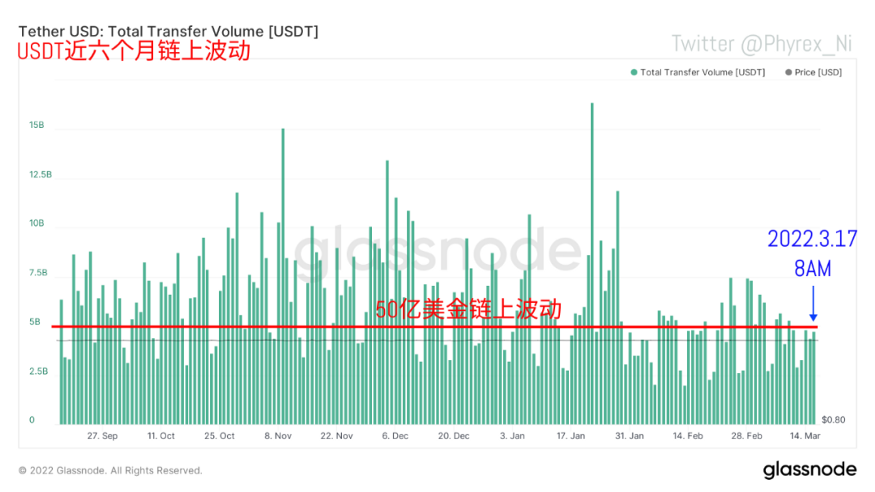 Tether USD: Total Transfer Volume [USDT]
USDT近六个月链上波动
Twitter @Phyrex_Ni
Total Transfer Volume [USDT] Price [USD]
15B
12.5B
10B
7.5B
5B
2.5B
0
glassnode
2022.3.17
8AM
50亿美金链上波动
$0.80
27. Sep 11. Oct 25. Oct 8. Nov 22. Nov 6. Dec 20. Dec 3. Jan 17. Jan 31. Jan 14. Feb 28. Feb 14. Mar
© 2022 Glassnode. All Rights Reserved.
glassnode